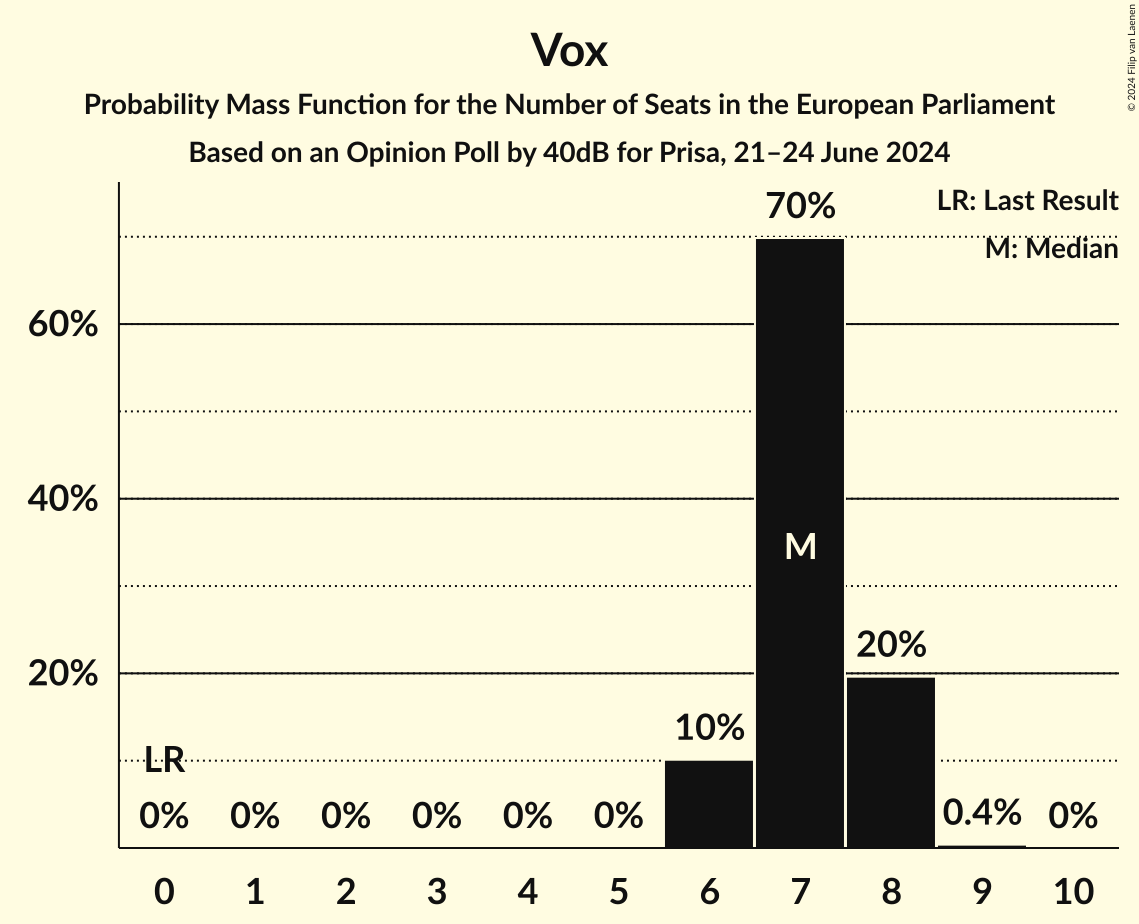 Vox
Probability Mass Function for the Number of Seats in the European Parliament
Based on an Opinion Poll by 40dB for Prisa, 21–24 June 2024
© 2024 Filip van Laenen
LR: Last Result
M: Median
60%
40%
20%
LR
0%
0%
0%
0%
0%
0%
10%
70%
M
20%
0.4%
0%
0 1 2 3 4 5 6 7 8 9 10